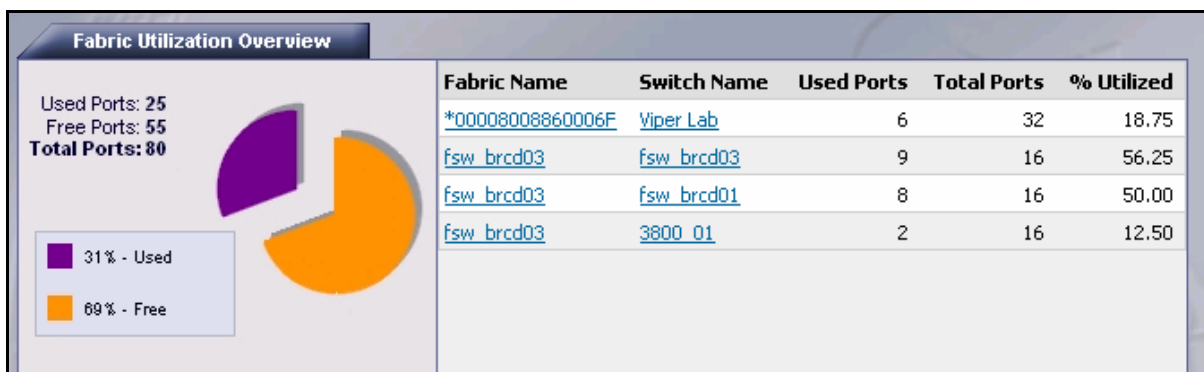 Fabric Utilization Overview
Used Ports: 25
Free Ports: 55
Total Ports: 80
31% - Used
69% - Free
Fabric Name Switch Name Used Ports Total Ports % Utilized
*00008008860006F Viper Lab 6 32 18.75
fsw_brcd03 fsw_brcd03 9 16 56.25
fsw_brcd03 fsw_brcd01 8 16 50.00
fsw_brcd03 3800_01 2 16 12.50